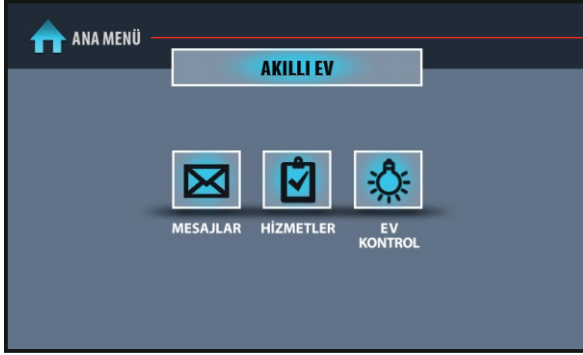 ANA MENÜ
AKILLI EV
MESAJLAR
HİZMETLER
EV
KONTROL